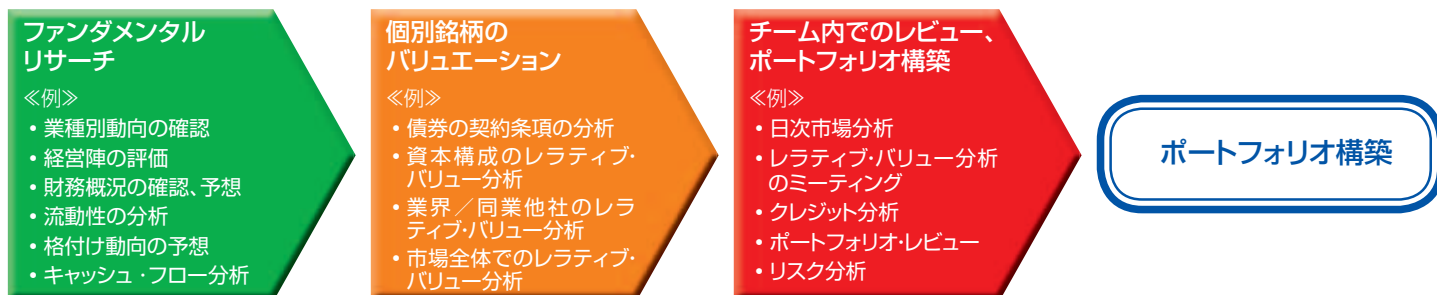 ファンダメンタル
リサーチ
≪例≫
・業種別動向の確認
・経営陣の評価
・財務概況の確認、予想
・流動性の分析
・格付け動向の予想
・キャッシュ・フロー分析
個別銘柄の
バリュエーション
≪例≫
・債券の契約条項の分析
・資本構成のレラティブ・
バリュー分析
・業界／同業他社のレラ
ティブ・バリュー分析
・市場全体でのレラティブ・
バリュー分析
チーム内でのレビュー、
ポートフォリオ構築
≪例≫
・日次市場分析
・レラティブ・バリュー分析
のミーティング
・クレジット分析
・ポートフォリオ・レビュー
・リスク分析
ポートフォリオ構築